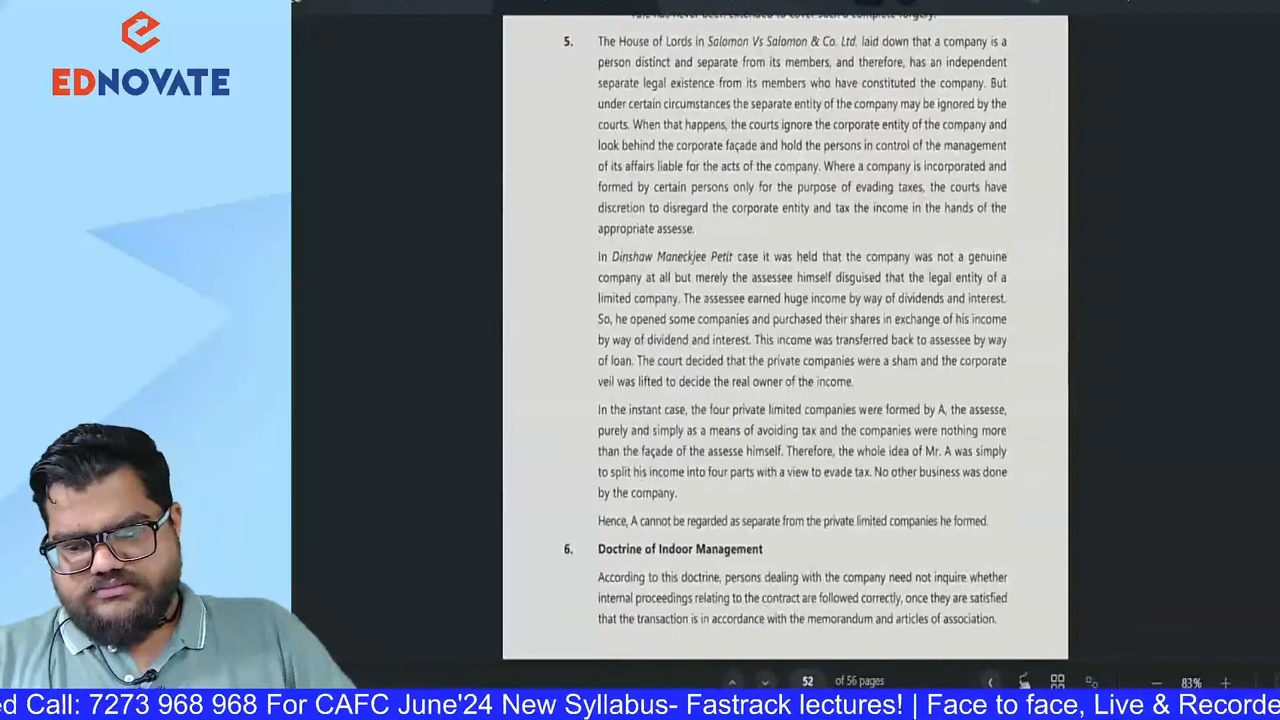 EDNOVATE
5. The House of Lords in Salomon Vs Salomon & Co. Ltd. laid down that a company is a
person distinct and separate from its members, and therefore, has an independent
separate legal existence from its members who have constituted the company. But
under certain circumstances the separate entity of the company may be ignored by the
courts. When that happens, the courts ignore the corporate entity of the company and
look behind the corporate façade and hold the persons in control of the management
of its affairs liable for the acts of the company. Where a company is incorporated and
formed by certain persons only for the purpose of evading taxes, the courts have
discretion to disregard the corporate entity and tax the income in the hands of the
appropriate assesse.
In Dinshaw Maneckjee Petit case it was held that the company was not a genuine
company at all but merely the assessee himself disguised that the legal entity of a
limited company. The assessee earned huge income by way of dividends and interest.
So, he opened some companies and purchased their shares in exchange of his income
by way of dividend and interest. This income was transferred back to assessee by way
of loan. The court decided that the private companies were a sham and the corporate
veil was lifted to decide the real owner of the income.
In the instant case, the four private limited companies were formed by A, the assesse,
purely and simply as a means of avoiding tax and the companies were nothing more
than the façade of the assesse himself. Therefore, the whole idea of Mr. A was simply
to split his income into four parts with a view to evade tax. No other business was done
by the company.
Hence, A cannot be regarded as separate from the private limited companies he formed.
6. Doctrine of Indoor Management
According to this doctrine, persons dealing with the company need not inquire whether
internal proceedings relating to the contract are followed correctly, once they are satisfied
that the transaction is in accordance with the memorandum and articles of association.
52 of 56 pages 83%
ed Call: 7273 968 968 For CAFC June'24 New Syllabus- Fastrack lectures! | Face to face, Live & Recorde